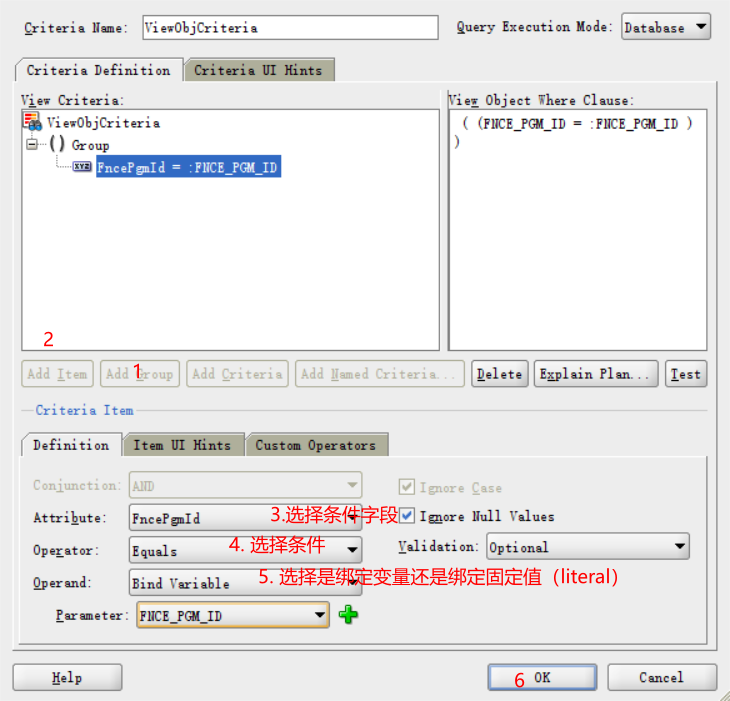 Criteria Name: ViewObjCriteria Query Execution Mode: Database
Criteria Definition Criteria UI Hints
View Criteria: View Object Where Clause:
ViewObjCriteria ( (FNCE_PGM_ID = :FNCE_PGM_ID )
( ) Group )
XYZ FncePgmId = :FNCE_PGM_ID
2
1
Add Item Add Group Add Criteria Add Named Criteria... Delete Explain Plan... Test
Criteria Item
Definition Item UI Hints Custom Operators
Conjunction: AND Ignore Case
Attribute: FncePgmId 3.选择条件字段 Ignore Null Values
Operator: Equals 4. 选择条件 Validation: Optional
Operand: Bind Variable 5. 选择是绑定变量还是绑定固定值（literal）
Parameter: FNCE_PGM_ID
Help 6 OK Cancel